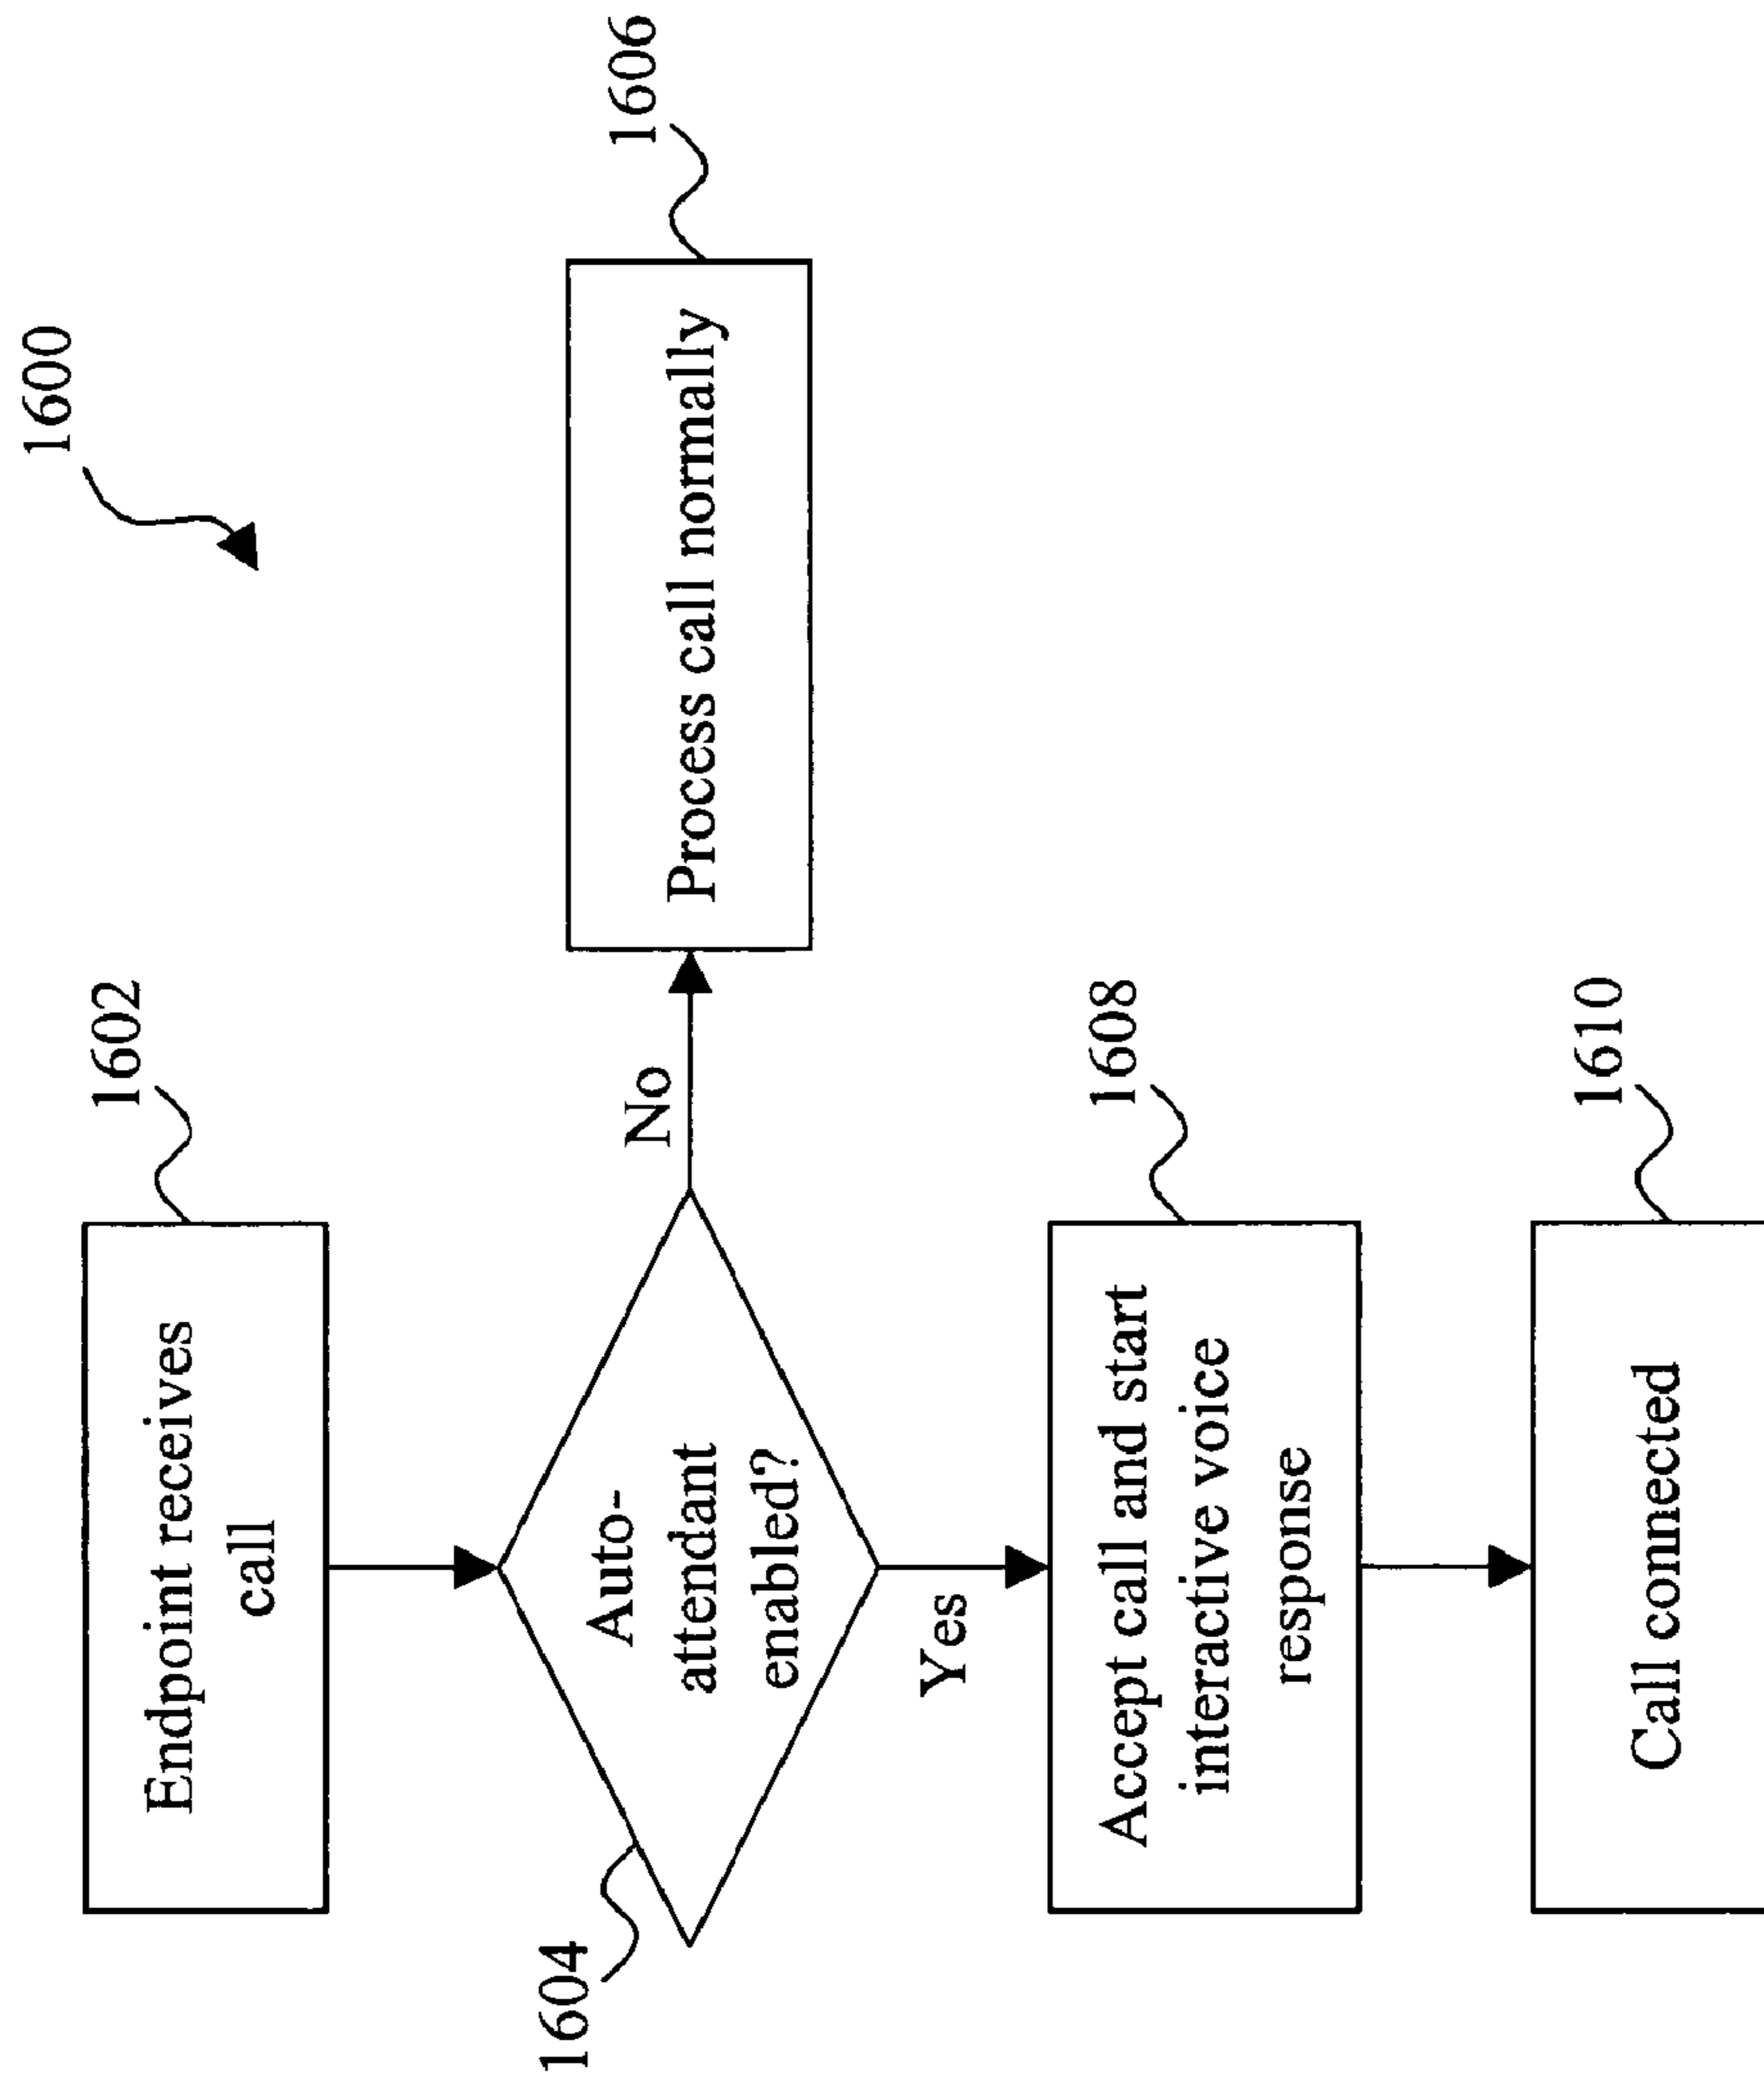 1600
1602
Endpoint receives
call
1604
Auto-
attendant
enabled?
No
1606
Process call normally
Yes
1608
Accept call and start
interactive voice
response
1610
Call connected